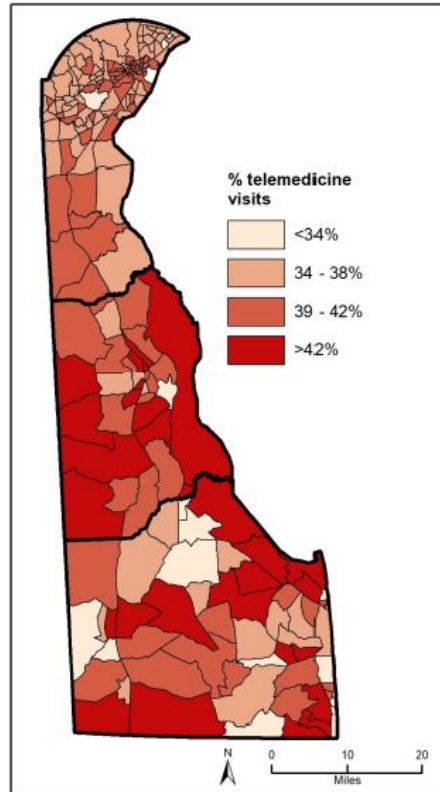 % telemedicine
visits
<34%
34 - 38%
39 - 42%
>42%
N
0 10 20
Miles